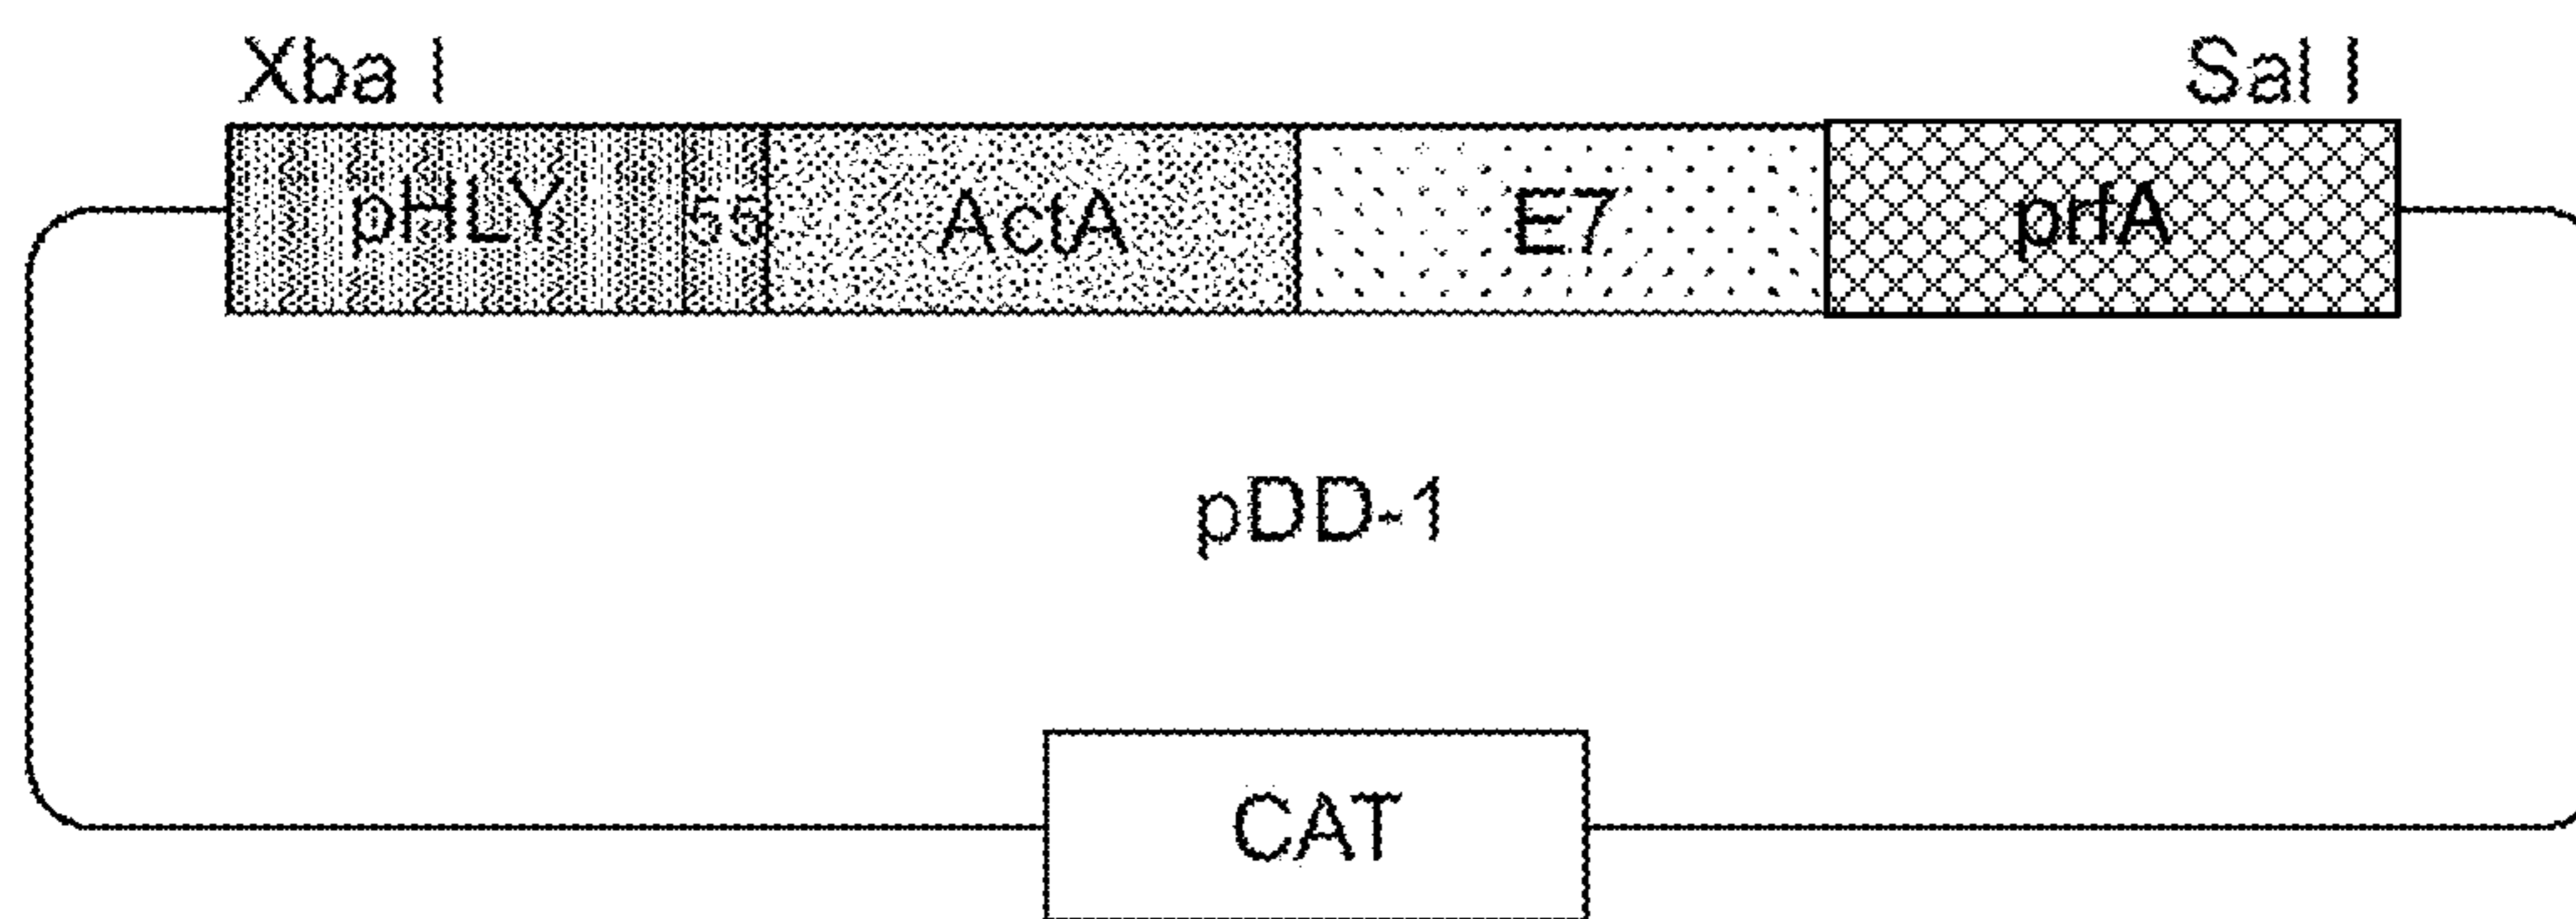 Xba I Sal I
pHLY 55 ActA E7 prfA
pDD-1
CAT